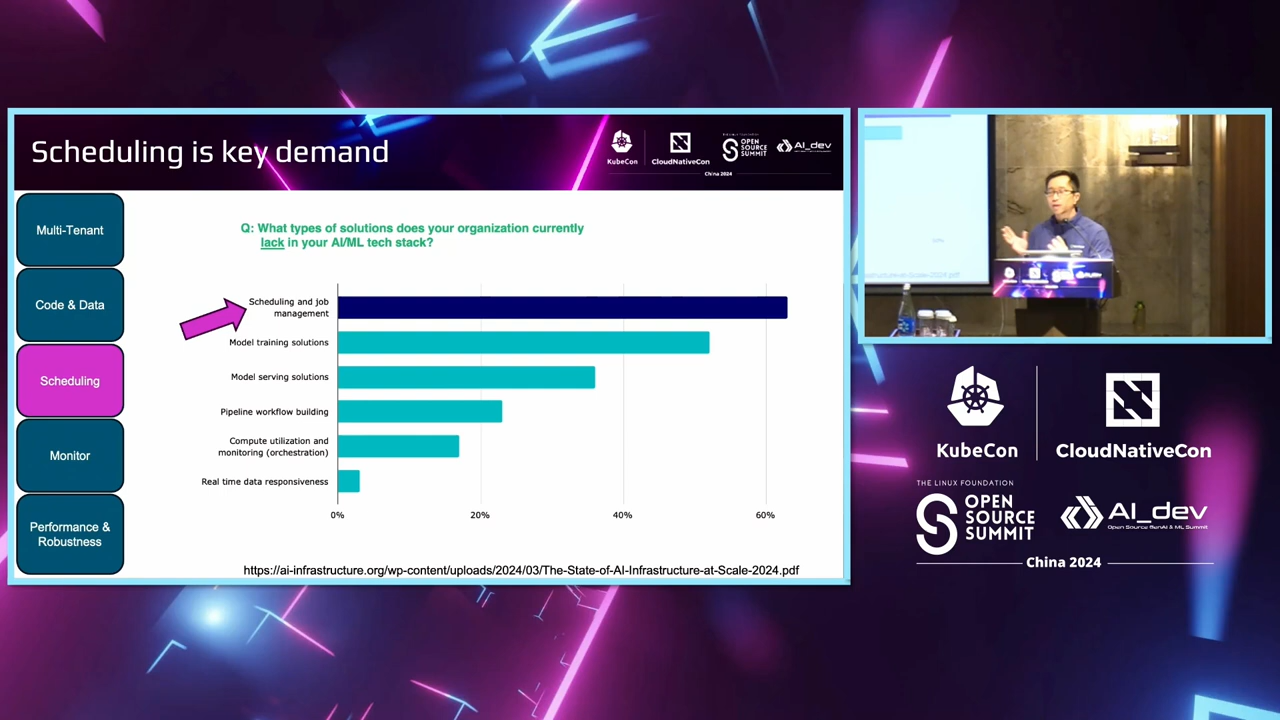 Scheduling is key demand
KubeCon
CloudNativeCon
THE LINUX FOUNDATION
OPEN
SOURCE
SUMMIT
AI_dev
China 2024
Multi-Tenant
Code & Data
Scheduling
Monitor
Performance &
Robustness
Q: What types of solutions does your organization currently
lack in your AI/ML tech stack?
Scheduling and job
management
Model training solutions
Model serving solutions
Pipeline workflow building
Compute utilization and
monitoring (orchestration)
Real time data responsiveness
0%
20%
40%
60%
https://ai-infrastructure.org/wp-content/uploads/2024/03/The-State-of-AI-Infrastructure-at-Scale-2024.pdf
KubeCon
CloudNativeCon
THE LINUX FOUNDATION
OPEN
SOURCE
SUMMIT
AI_dev
Open Source GenAI & ML Summit
China 2024